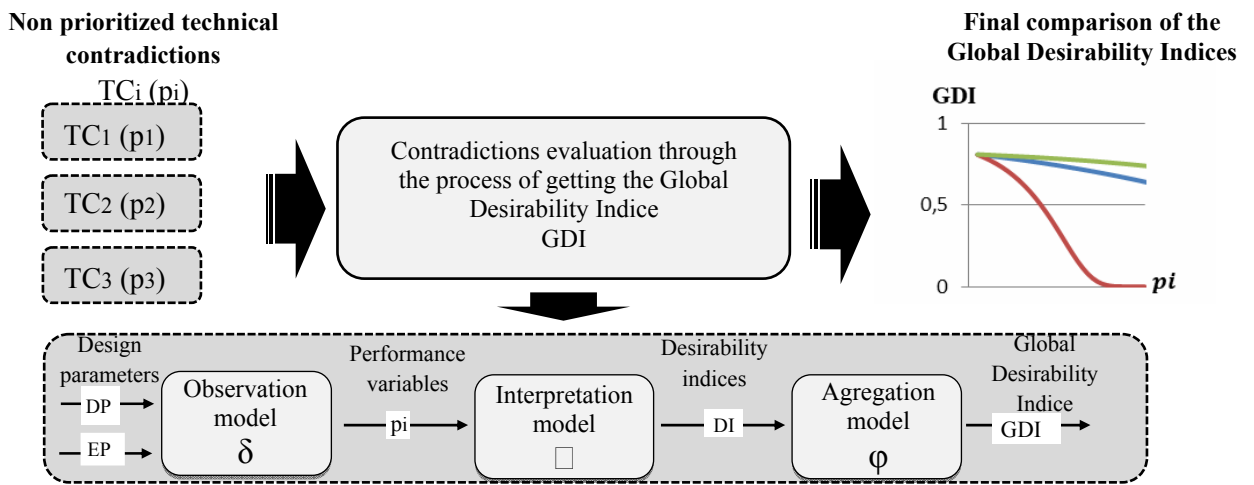 Non prioritized technical
contradictions
TCi (pi)
TC1 (p1)
TC2 (p2)
TC3 (p3)
Contradictions evaluation through
the process of getting the Global
Desirability Indice
GDI
Final comparison of the
Global Desirability Indices
GDI
1
0,5
0
pi
Design
parameters
DP
EP
Observation
model
δ
Performance
variables
pi
Interpretation
model
□
Desirability
indices
DI
Agregation
model
φ
Global
Desirability
Indice
GDI